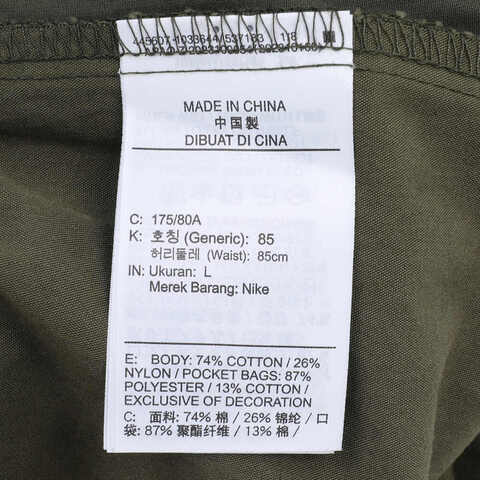 MADE IN CHINA
中国製
DIBUAT DI CINA
C: 175/80A
K: 호칭 (Generic): 85
허리둘레 (Waist): 85cm
IN: Ukuran: L
Merek Barang: Nike
E: BODY: 74% COTTON / 26%
NYLON / POCKET BAGS: 87%
POLYESTER / 13% COTTON /
EXCLUSIVE OF DECORATION
C: 面料: 74% 棉 / 26% 锦纶 / 口
袋: 87% 聚酯纤维 / 13% 棉 /